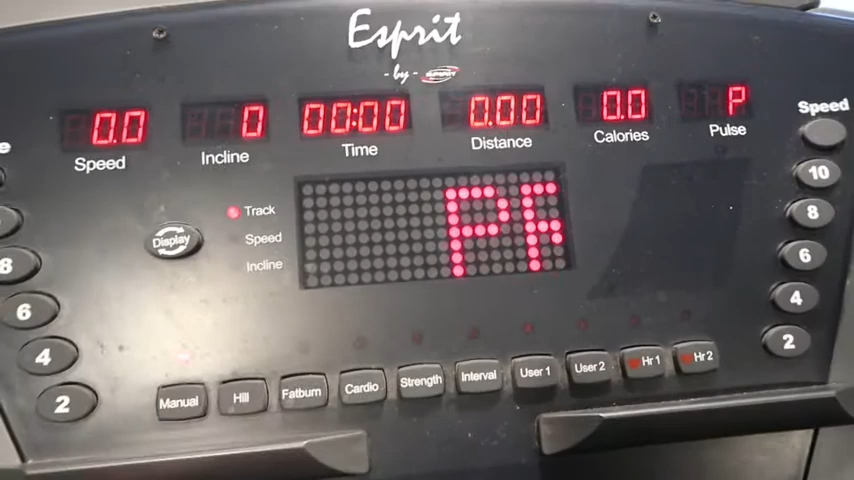 Esprit
- by -
0.0 0 00:00 0.00 0.0 P
Speed Incline Time Distance Calories Pulse Speed
Track
Display Speed
Incline
10
8 8
6 6
4 4
2 2
Manual Hill Fatburn Cardio Strength Interval User 1 User 2 Hr 1 Hr 2